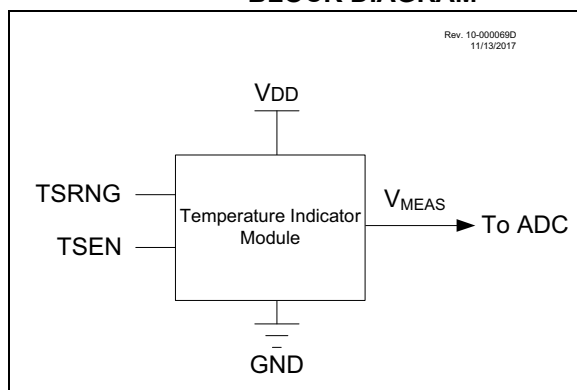 BLOCK DIAGRAM
Rev. 10-000069D
11/13/2017
VDD
TSRNG
TSEN
Temperature Indicator
Module
VMEAS
To ADC
GND